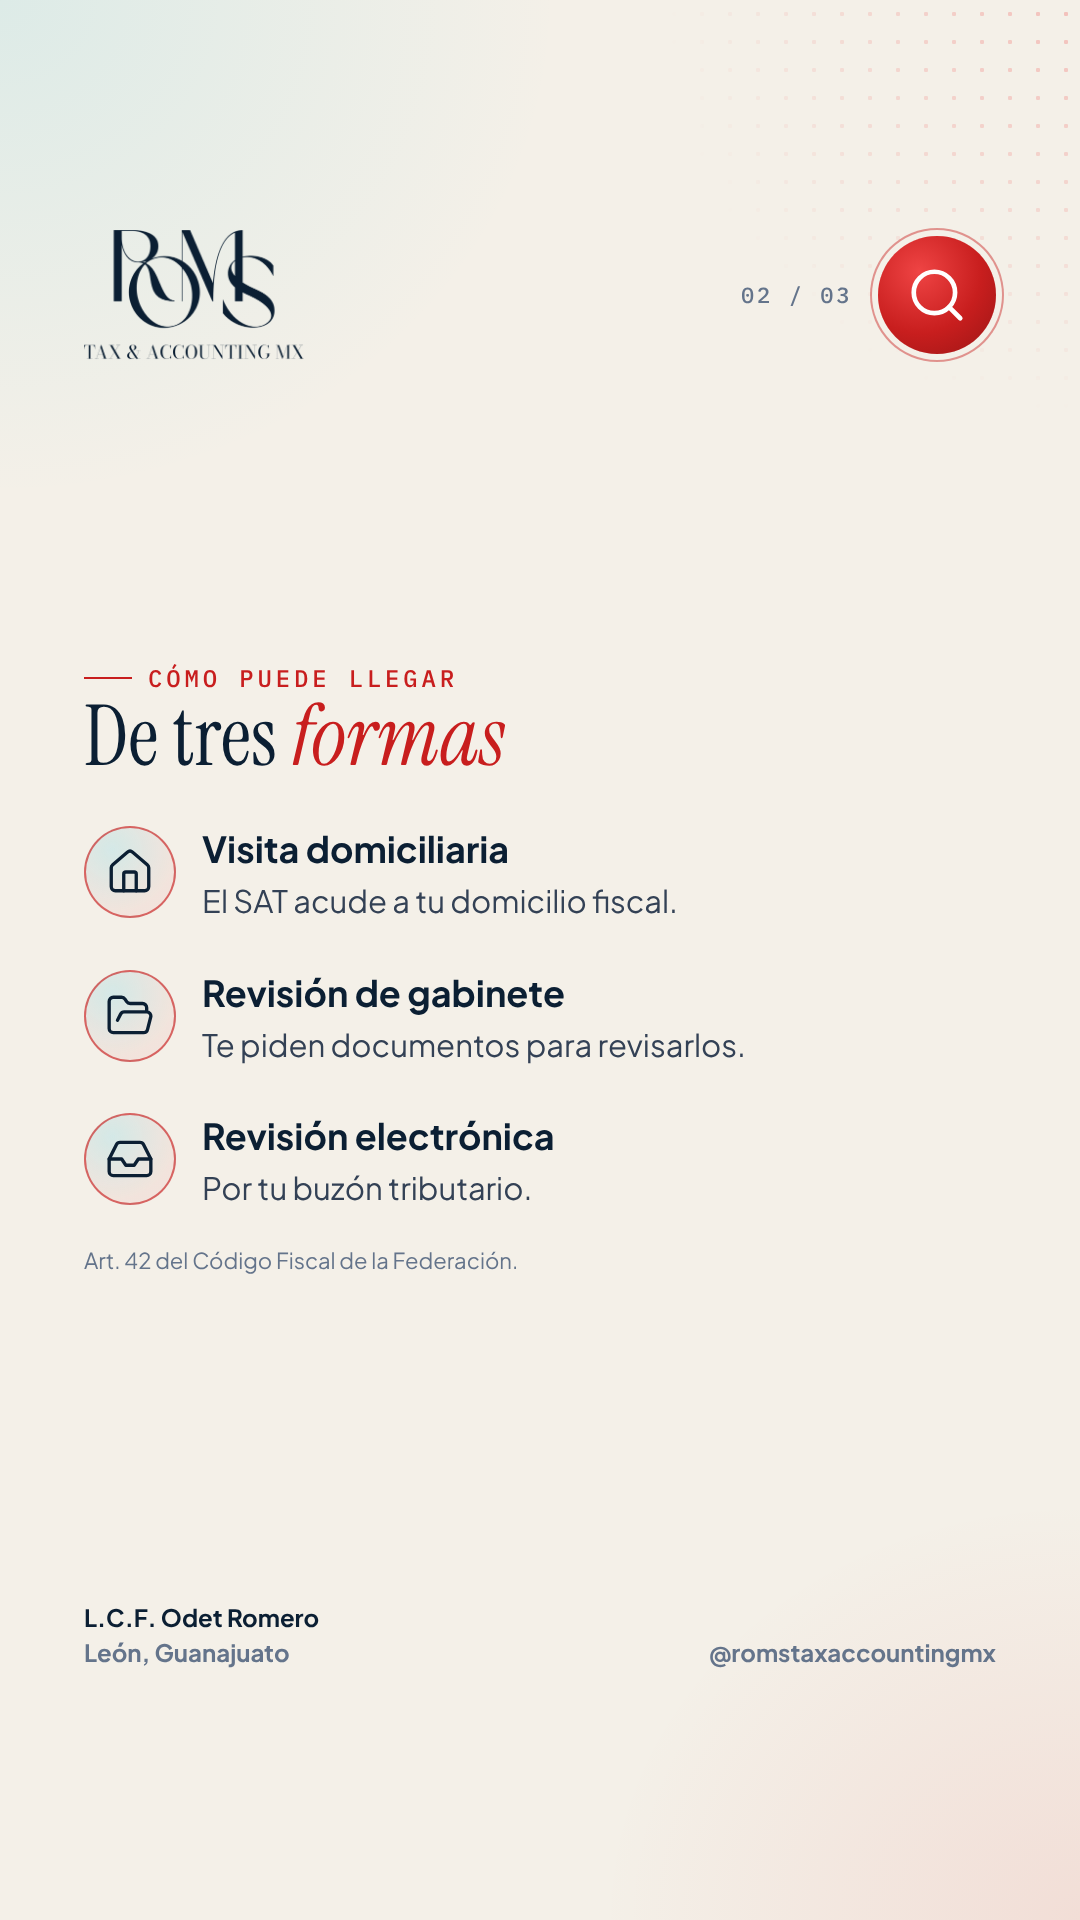 ROMS
TAX & ACCOUNTING MX
02 / 03
CÓMO PUEDE LLEGAR
De tres formas
Visita domiciliaria
El SAT acude a tu domicilio fiscal.
Revisión de gabinete
Te piden documentos para revisarlos.
Revisión electrónica
Por tu buzón tributario.
Art. 42 del Código Fiscal de la Federación.
L.C.F. Odet Romero
León, Guanajuato
@romstaxaccountingmx